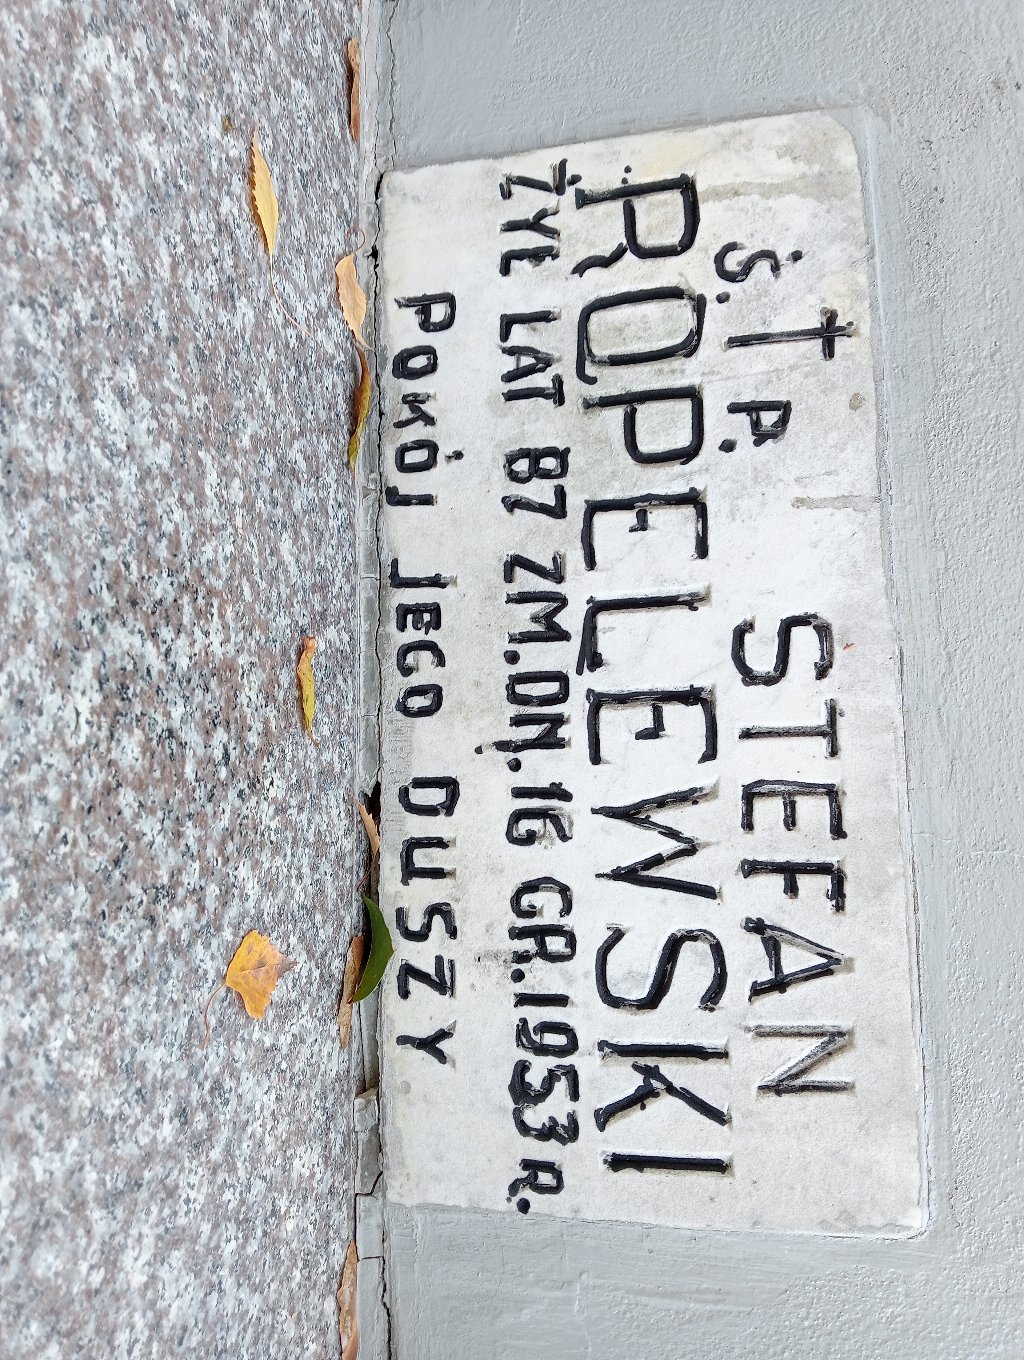 Ś. † P. STEFAN
ROPELEWSKI
ŻYŁ LAT 87 ZM. DN. 16 GR. 1953 R.
POKÓJ JEGO DUSZY